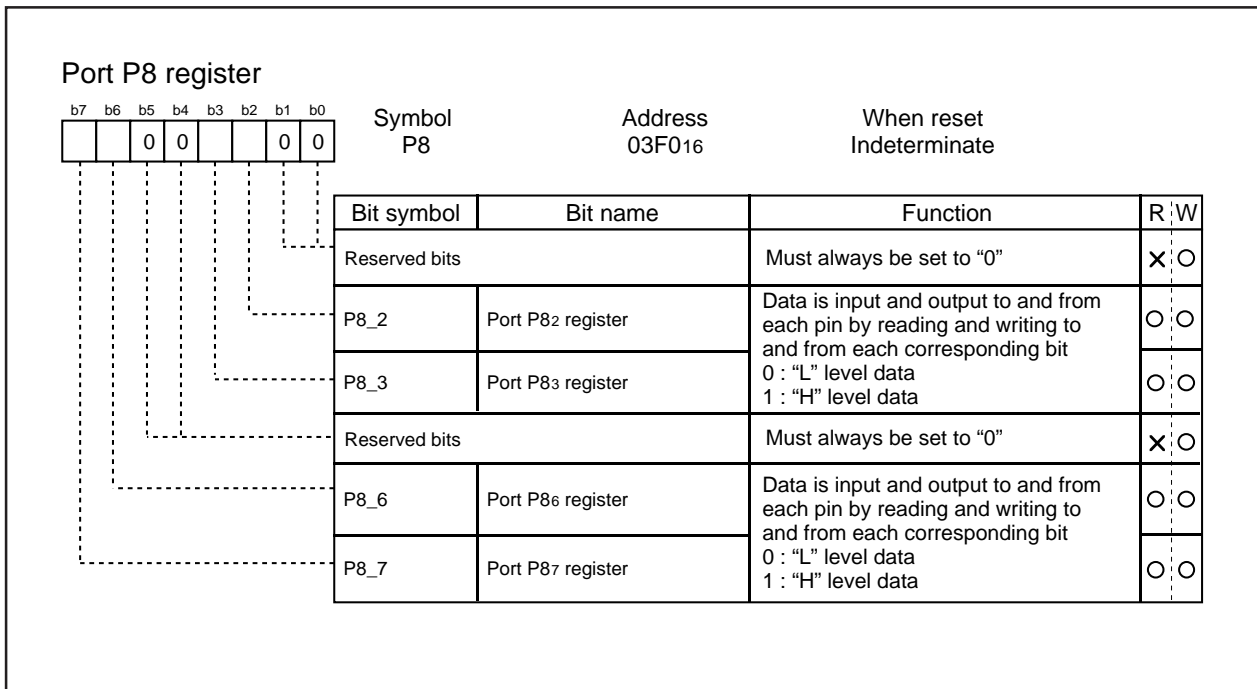 Port P8 register
b7 b6 b5 b4 b3 b2 b1 b0
0 0 0 0
Symbol Address When reset
P8 03F016 Indeterminate
Bit symbol Bit name Function R W
Reserved bits Must always be set to “0” X O
P8_2 Port P82 register Data is input and output to and from
each pin by reading and writing to
and from each corresponding bit
0 : “L” level data
1 : “H” level data O O
P8_3 Port P83 register O O
Reserved bits Must always be set to “0” X O
P8_6 Port P86 register Data is input and output to and from
each pin by reading and writing to
and from each corresponding bit
0 : “L” level data
1 : “H” level data O O
P8_7 Port P87 register O O